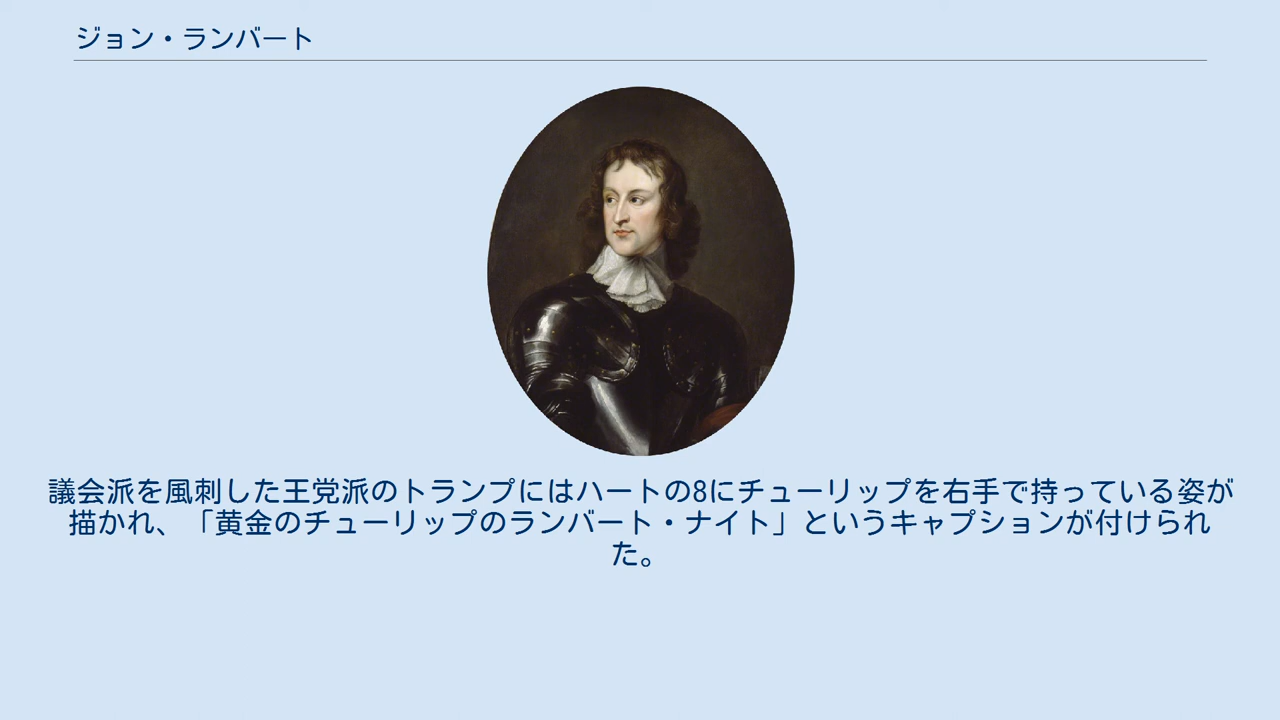 ジョン・ランバート
議会派を風刺した王党派のトランプにはハートの8にチューリップを右手で持っている姿が
描かれ、「黄金のチューリップのランバート・ナイト」というキャプションが付けられ
た。